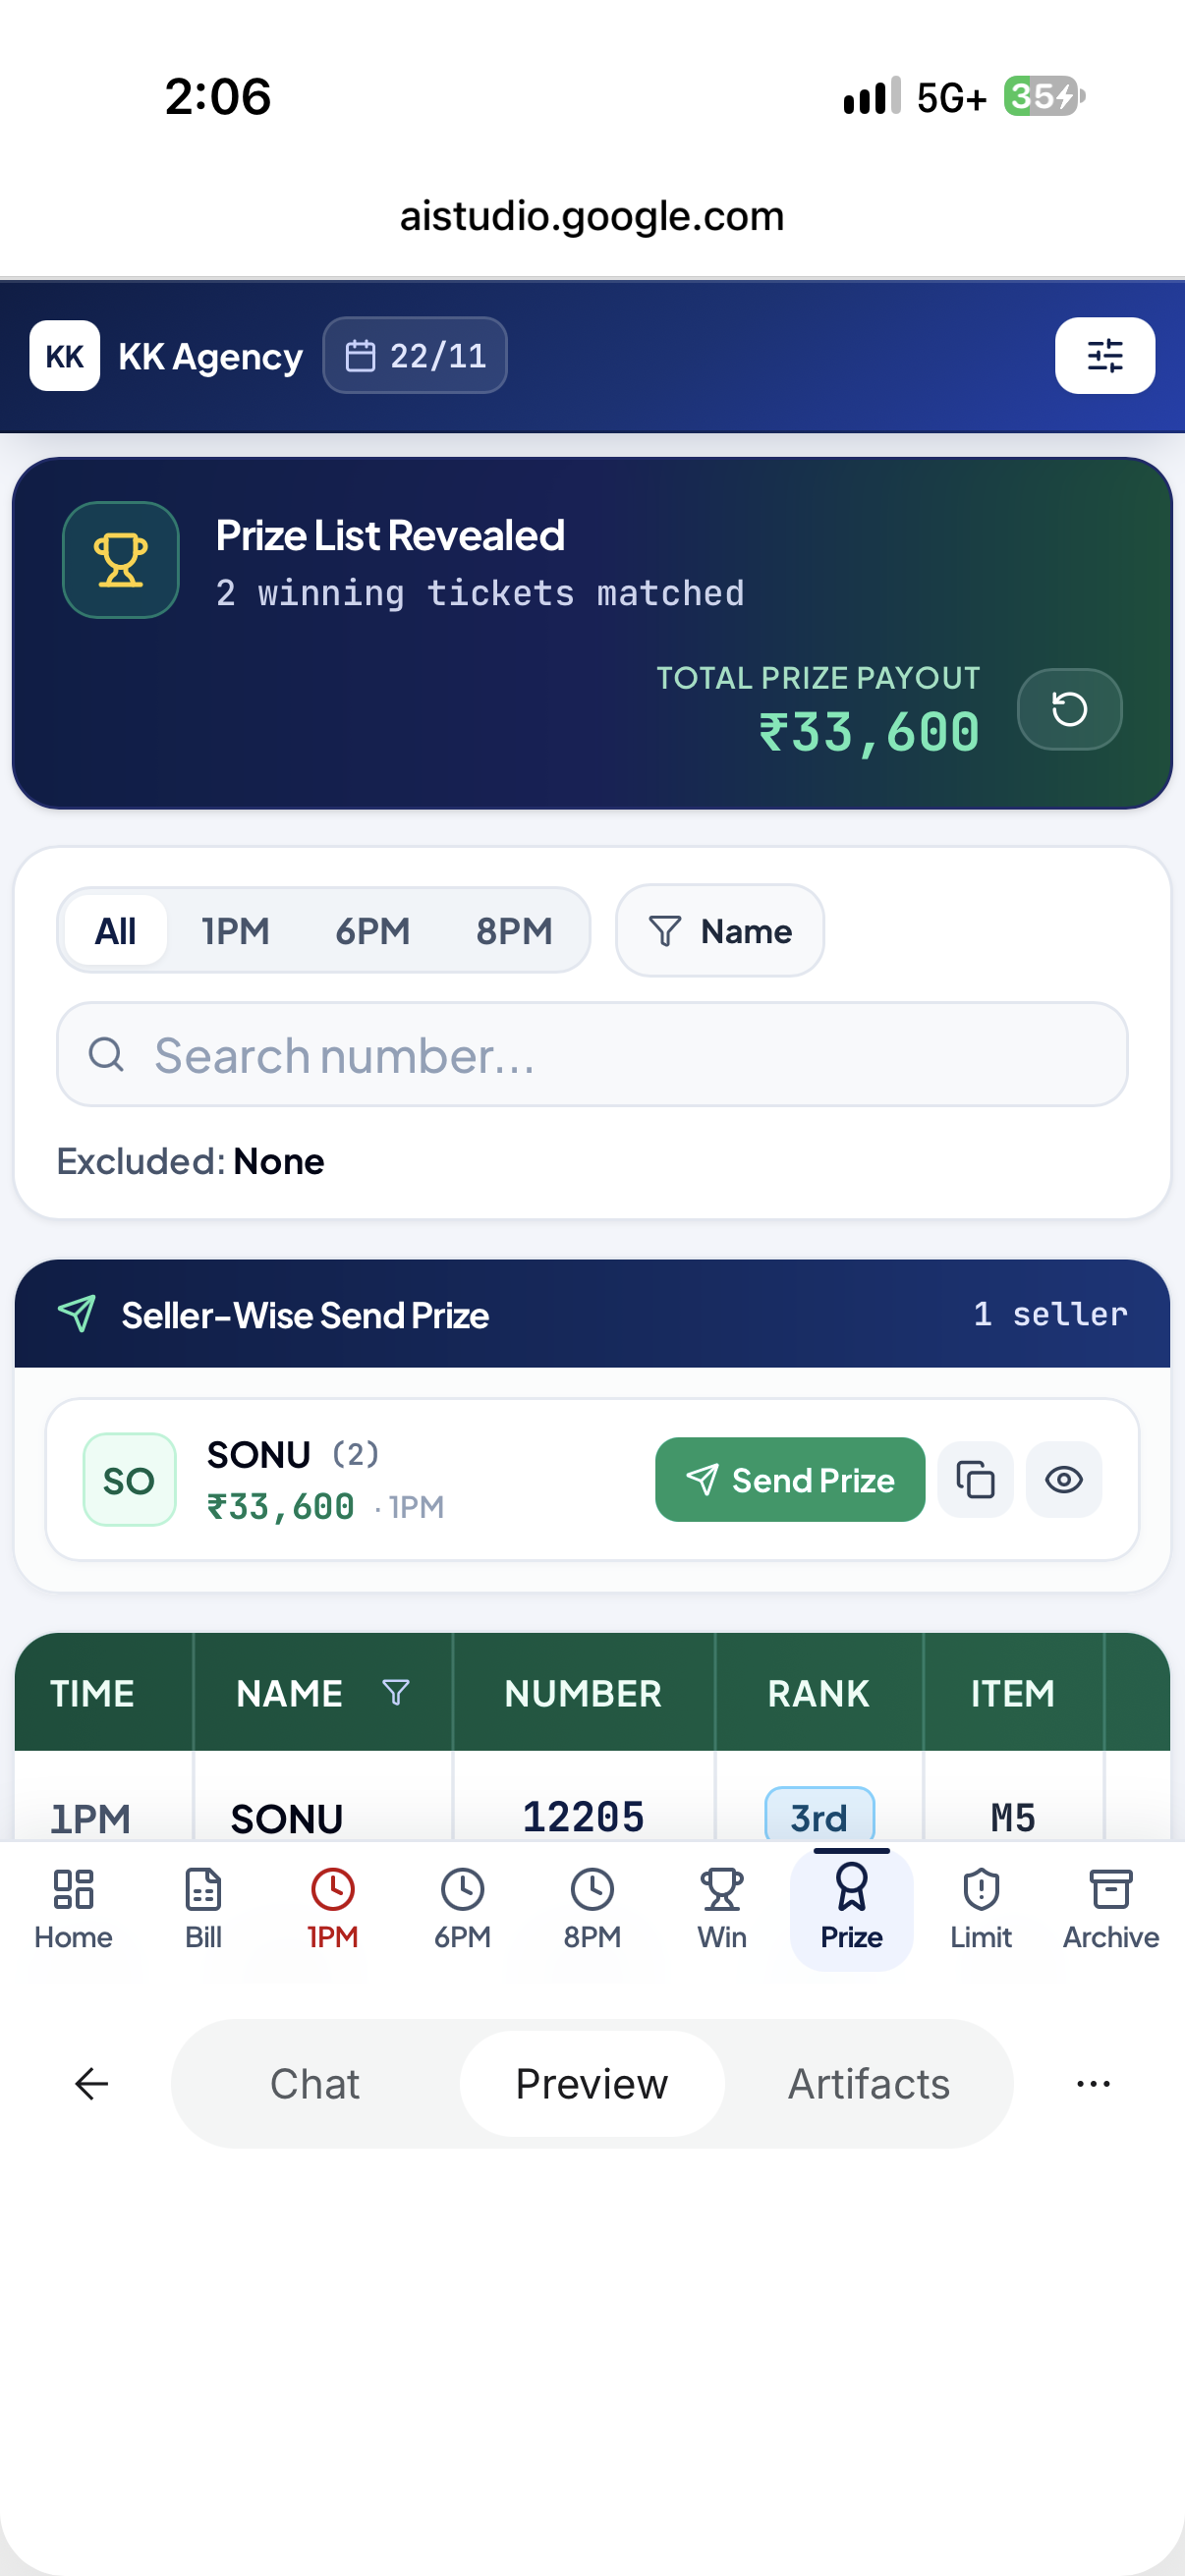 2:06
5G+ 35
aistudio.google.com
KK KK Agency 22/11
Prize List Revealed
2 winning tickets matched
TOTAL PRIZE PAYOUT
₹33,600
All 1PM 6PM 8PM Name
Search number...
Excluded: None
Seller-Wise Send Prize 1 seller
SO SONU (2)
₹33,600 · 1PM
Send Prize
TIME NAME NUMBER RANK ITEM
1PM SONU 12205 3rd M5
Home Bill 1PM 6PM 8PM Win Prize Limit Archive
Chat Preview Artifacts